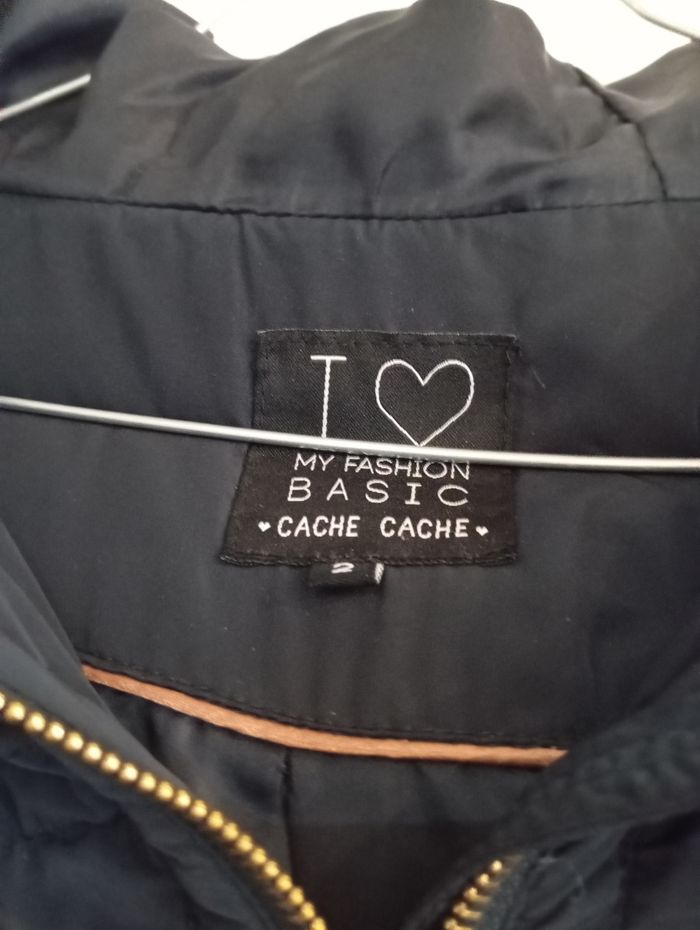 I ♡
MY FASHION
BASIC
♥ CACHE CACHE ♥
2